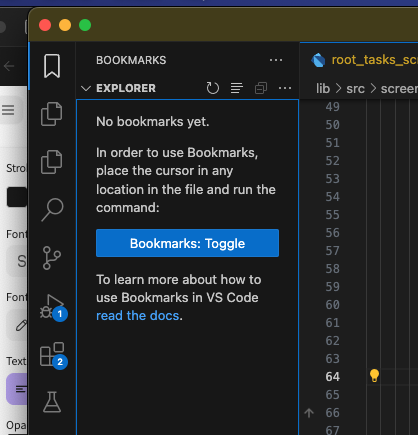 BOOKMARKS
root_tasks_scr
EXPLORER
lib > src > screen
No bookmarks yet.
In order to use Bookmarks,
place the cursor in any
location in the file and run the
command:
Bookmarks: Toggle
To learn more about how to
use Bookmarks in VS Code
read the docs.
1
2
49
50
51
52
53
54
55
56
57
58
59
60
61
62
63
64
65
66
67
Stro
Font
S
Font
Text
Opa